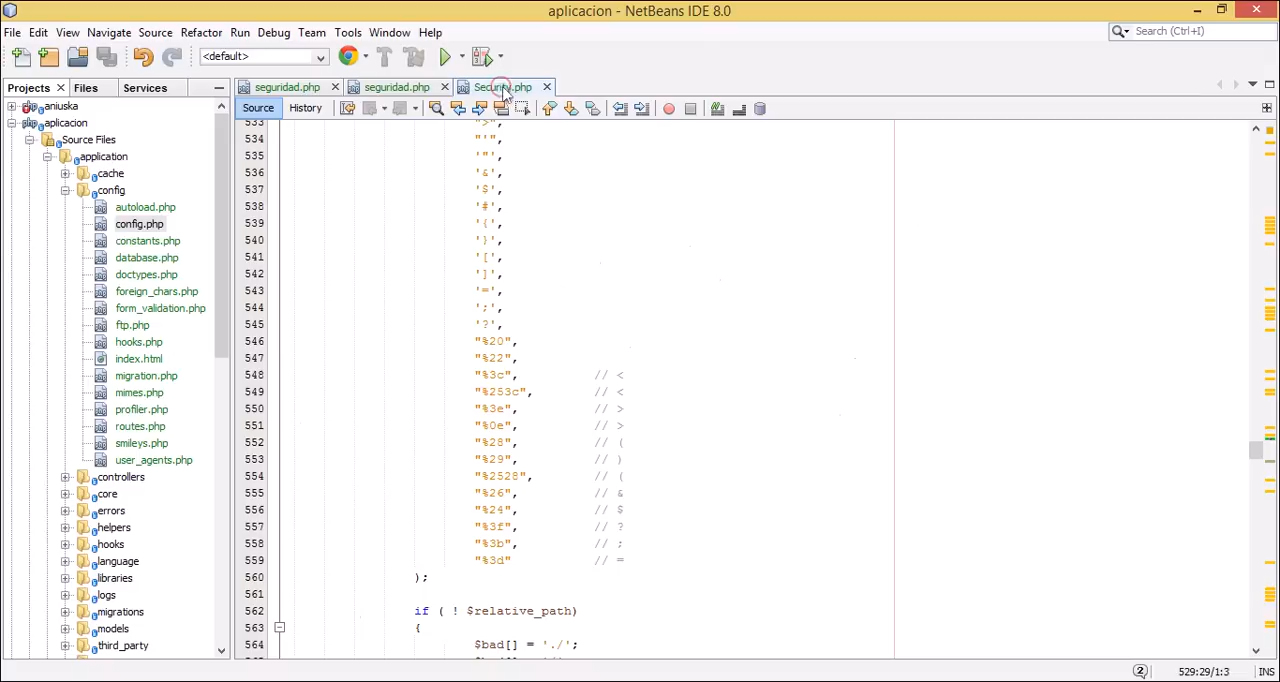 aplicacion - NetBeans IDE 8.0
File Edit View Navigate Source Refactor Run Debug Team Tools Window Help
Search (Ctrl+I)
<default>
Projects Files Services
seguridad.php seguridad.php Security.php
Source History
aniuska
aplicacion
Source Files
application
cache
config
autoload.php
config.php
constants.php
database.php
doctypes.php
foreign_chars.php
form_validation.php
ftp.php
hooks.php
index.html
migration.php
mimes.php
profiler.php
routes.php
smileys.php
user_agents.php
controllers
core
errors
helpers
hooks
language
libraries
logs
migrations
models
third_party
533 ">",
534 "'",
535 '"',
536 '&',
537 '$',
538 '#',
539 '{',
540 '}',
541 '[',
542 ']',
543 '=',
544 ';',
545 '?',
546 "%20",
547 "%22",
548 "%3c", // <
549 "%253c", // <
550 "%3e", // >
551 "%0e", // >
552 "%28", // (
553 "%29", // )
554 "%2528", // (
555 "%26", // &
556 "%24", // $
557 "%3f", // ?
558 "%3b", // ;
559 "%3d" // =
560 );
561
562 if ( ! $relative_path)
563 {
564 $bad[] = './';
2 529:29/1:3 INS